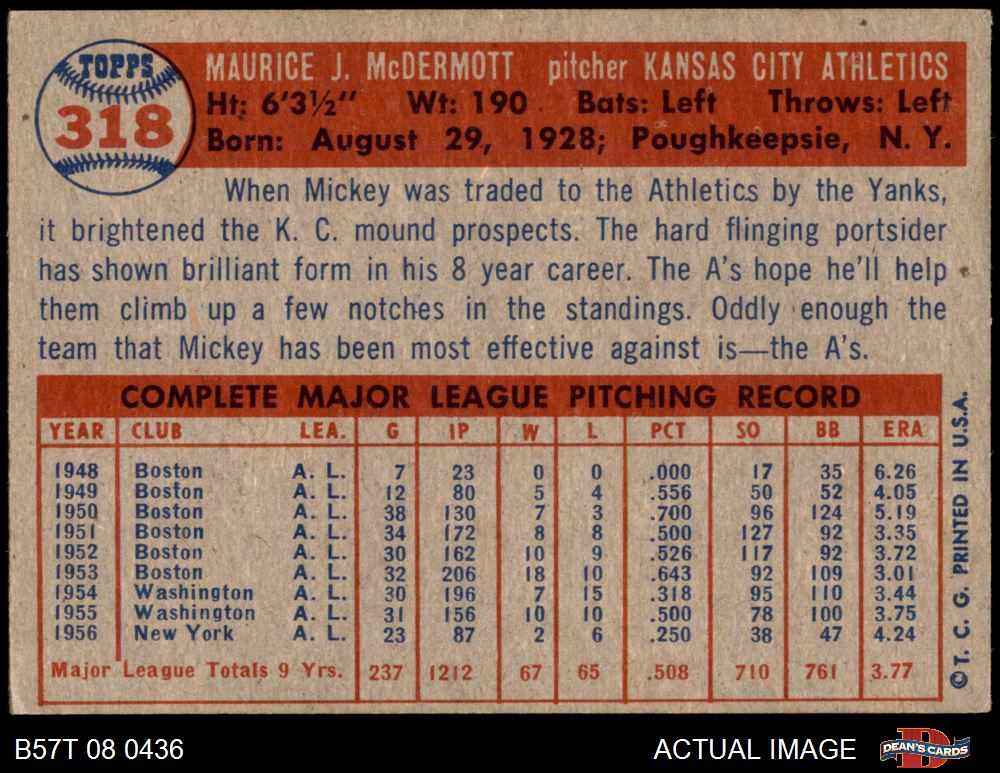 TOPPS
318
MAURICE J. McDERMOTT pitcher KANSAS CITY ATHLETICS
Ht: 6'3½" Wt: 190 Bats: Left Throws: Left
Born: August 29, 1928; Poughkeepsie, N. Y.
When Mickey was traded to the Athletics by the Yanks,
it brightened the K. C. mound prospects. The hard flinging portsider
has shown brilliant form in his 8 year career. The A's hope he'll help
them climb up a few notches in the standings. Oddly enough the
team that Mickey has been most effective against is—the A's.
COMPLETE MAJOR LEAGUE PITCHING RECORD
YEAR CLUB LEA. G IP W L PCT SO BB ERA
1948 Boston A. L. 7 23 0 0 .000 17 35 6.26
1949 Boston A. L. 12 80 5 4 .556 50 52 4.05
1950 Boston A. L. 38 130 7 3 .700 96 124 5.19
1951 Boston A. L. 34 172 8 8 .500 127 92 3.35
1952 Boston A. L. 30 162 10 9 .526 117 92 3.72
1953 Boston A. L. 32 206 18 10 .643 92 109 3.01
1954 Washington A. L. 30 196 7 15 .318 95 110 3.44
1955 Washington A. L. 31 156 10 10 .500 78 100 3.75
1956 New York A. L. 23 87 2 6 .250 38 47 4.24
Major League Totals 9 Yrs. 237 1212 67 65 .508 710 761 3.77
©T. C. G. PRINTED IN U.S.A.
B57T 08 0436
ACTUAL IMAGE
DEAN'S CARDS